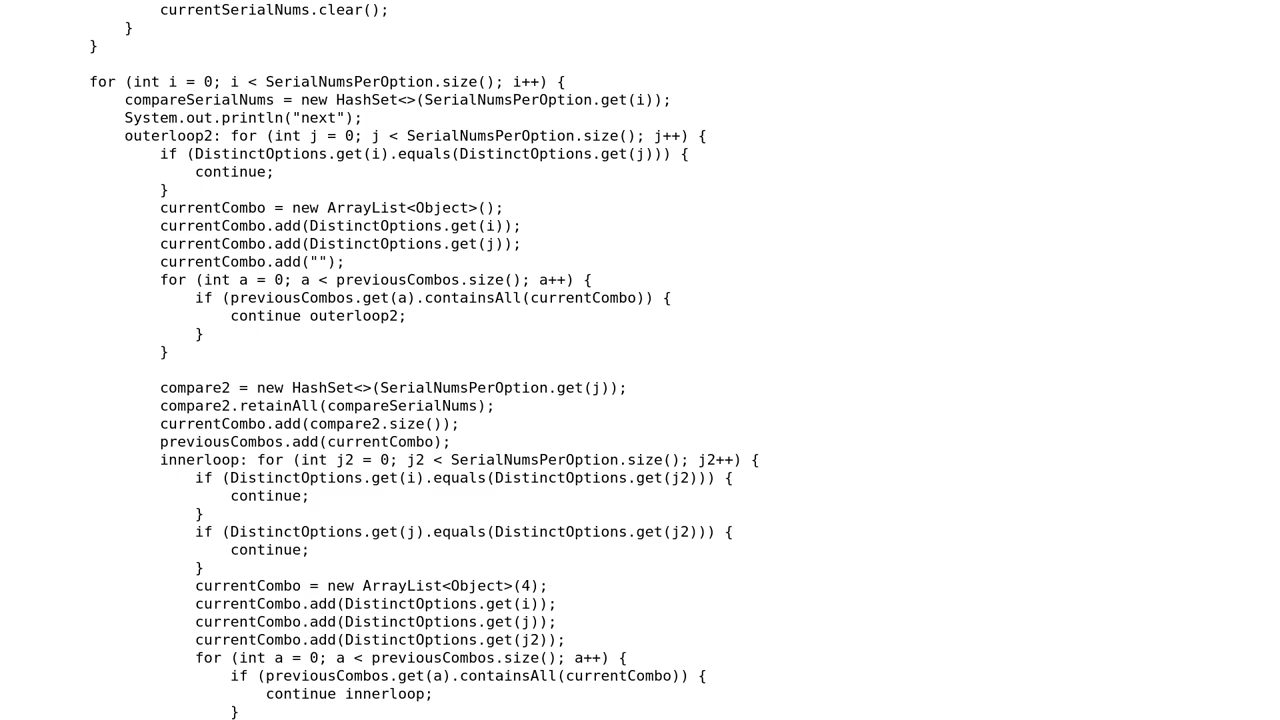 currentSerialNums.clear();
}
}
for (int i = 0; i < SerialNumsPerOption.size(); i++) {
compareSerialNums = new HashSet<>(SerialNumsPerOption.get(i));
System.out.println("next");
outerloop2: for (int j = 0; j < SerialNumsPerOption.size(); j++) {
if (DistinctOptions.get(i).equals(DistinctOptions.get(j))) {
continue;
}
currentCombo = new ArrayList<Object>();
currentCombo.add(DistinctOptions.get(i));
currentCombo.add(DistinctOptions.get(j));
currentCombo.add("");
for (int a = 0; a < previousCombos.size(); a++) {
if (previousCombos.get(a).containsAll(currentCombo)) {
continue outerloop2;
}
}
compare2 = new HashSet<>(SerialNumsPerOption.get(j));
compare2.retainAll(compareSerialNums);
currentCombo.add(compare2.size());
previousCombos.add(currentCombo);
innerloop: for (int j2 = 0; j2 < SerialNumsPerOption.size(); j2++) {
if (DistinctOptions.get(i).equals(DistinctOptions.get(j2))) {
continue;
}
if (DistinctOptions.get(j).equals(DistinctOptions.get(j2))) {
continue;
}
currentCombo = new ArrayList<Object>(4);
currentCombo.add(DistinctOptions.get(i));
currentCombo.add(DistinctOptions.get(j));
currentCombo.add(DistinctOptions.get(j2));
for (int a = 0; a < previousCombos.size(); a++) {
if (previousCombos.get(a).containsAll(currentCombo)) {
continue innerloop;
}